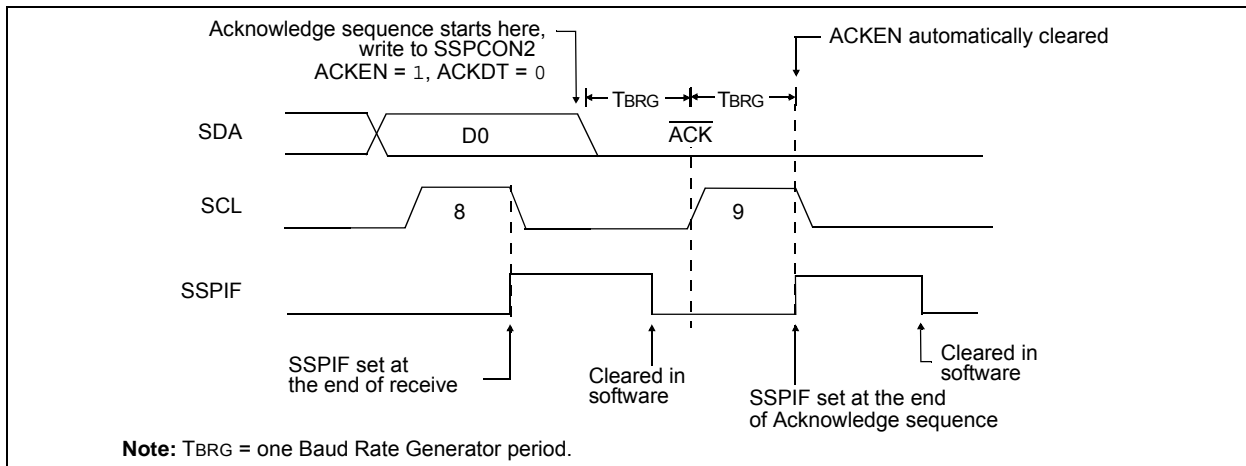 Acknowledge sequence starts here,
write to SSPCON2
ACKEN = 1, ACKDT = 0
ACKEN automatically cleared
TBRG
TBRG
SDA
D0
ACK
SCL
8
9
SSPIF
SSPIF set at
the end of receive
Cleared in
software
SSPIF set at the end
of Acknowledge sequence
Cleared in
software
Note: TBRG = one Baud Rate Generator period.